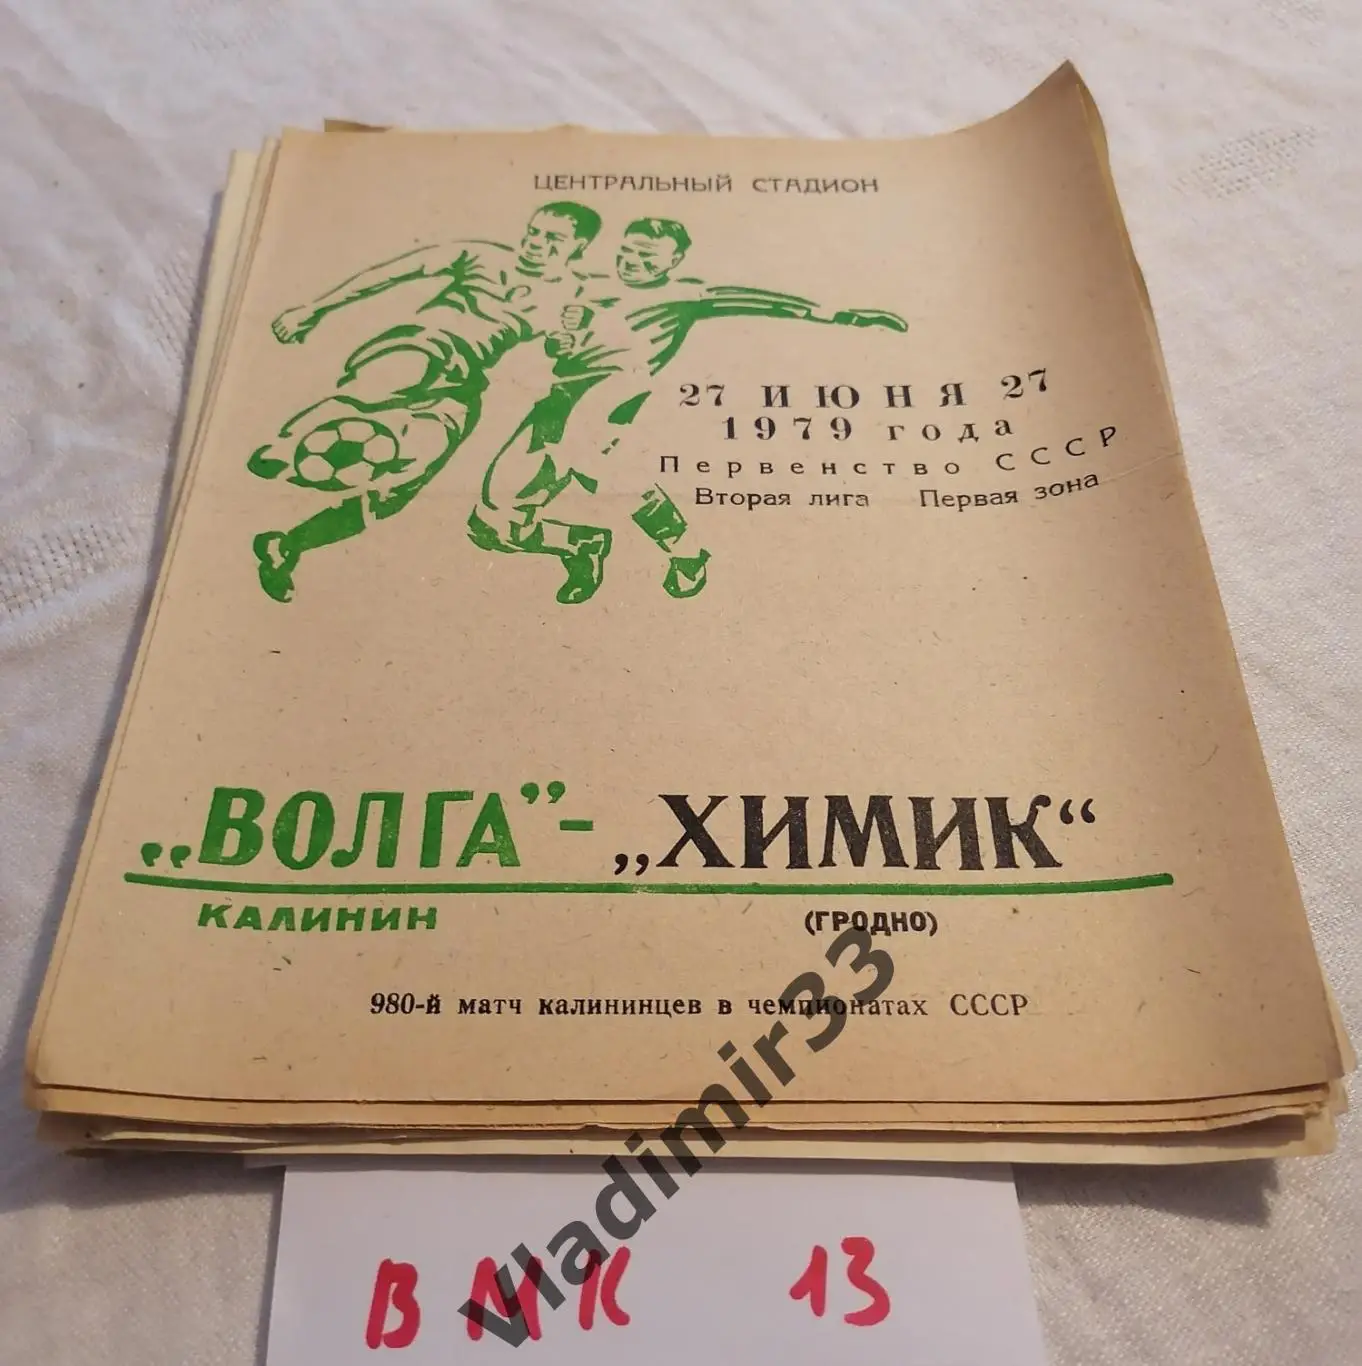 ЦЕНТРАЛЬНЫЙ СТАДИОН
27 ИЮНЯ 27
1979 года
Первенство СССР
Вторая лига Первая зона
„ВОЛГА”- „ХИМИК“
КАЛИНИН (ГРОДНО)
980-й матч калининцев в чемпионатах СССР
Vladimir33
ВМК 13